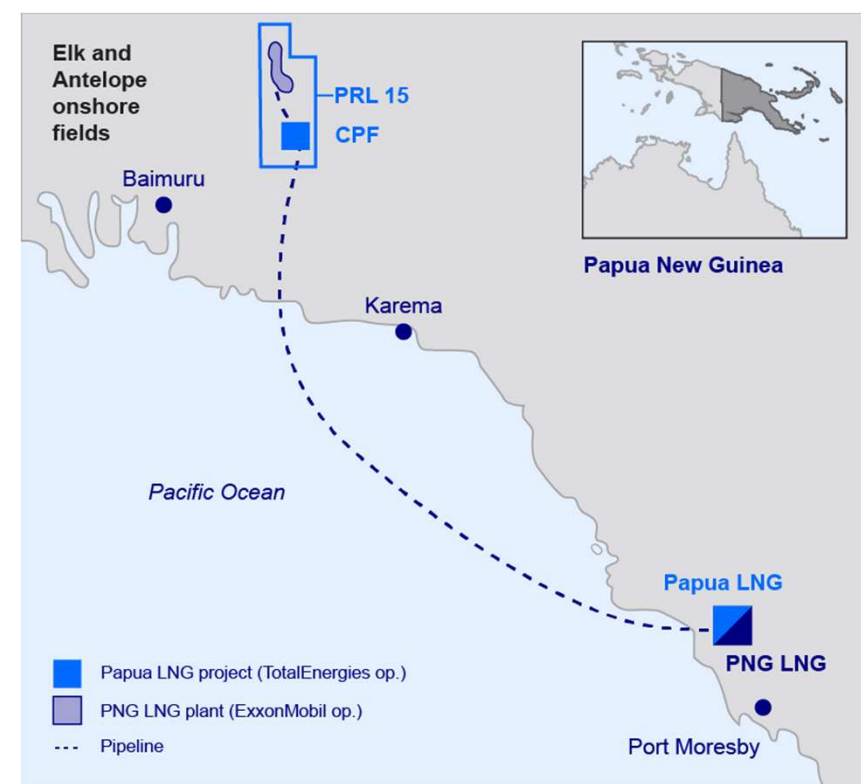 Elk and
Antelope
onshore
fields
PRL 15
CPF
Baimuru
Papua New Guinea
Karema
Pacific Ocean
Papua LNG
PNG LNG
Port Moresby
Papua LNG project (TotalEnergies op.)
PNG LNG plant (ExxonMobil op.)
Pipeline